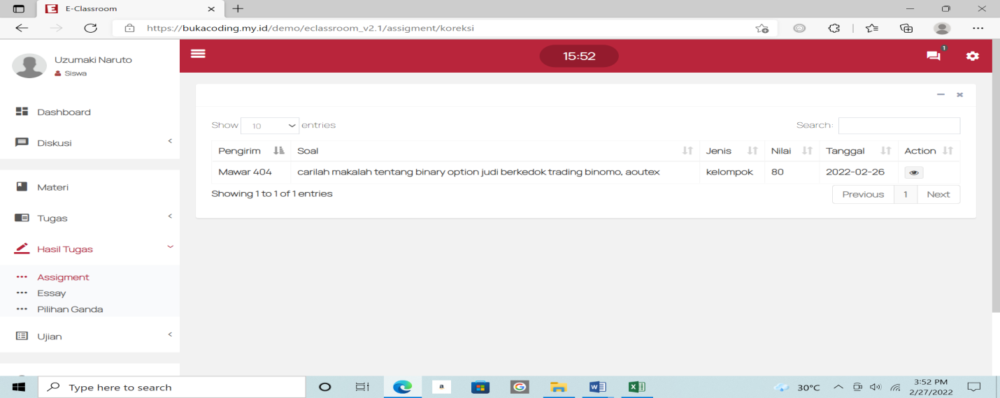 E-Classroom
https://bukacoding.my.id/demo/eclassroom_v2.1/assigment/koreksi
Uzumaki Naruto
Siswa
15:52
1
Dashboard
Diskusi
Materi
Tugas
Hasil Tugas
Assigment
Essay
Pilihan Ganda
Ujian
Show 10 entries
Search:
Pengirim Soal Jenis Nilai Tanggal Action
Mawar 404 carilah makalah tentang binary option judi berkedok trading binomo, aoutex kelompok 80 2022-02-26
Showing 1 to 1 of 1 entries
Previous 1 Next
Type here to search
a
G
W
X
30°C
3:52 PM
2/27/2022